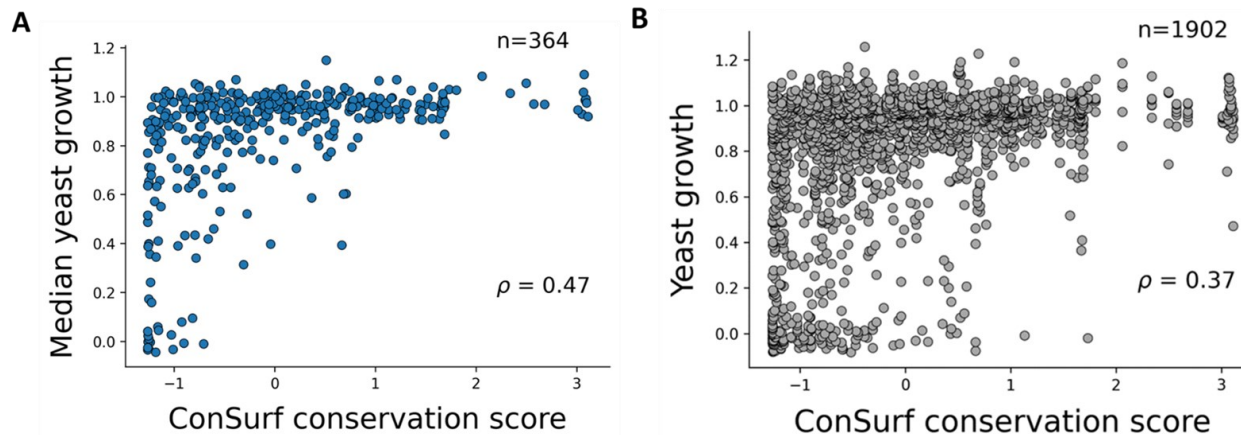 A
n=364
Median yeast growth
1.2
1.0
0.8
0.6
0.4
0.2
0.0
ρ = 0.47
−1
0
1
2
3
ConSurf conservation score
B
n=1902
Yeast growth
1.2
1.0
0.8
0.6
0.4
0.2
0.0
ρ = 0.37
−1
0
1
2
3
ConSurf conservation score